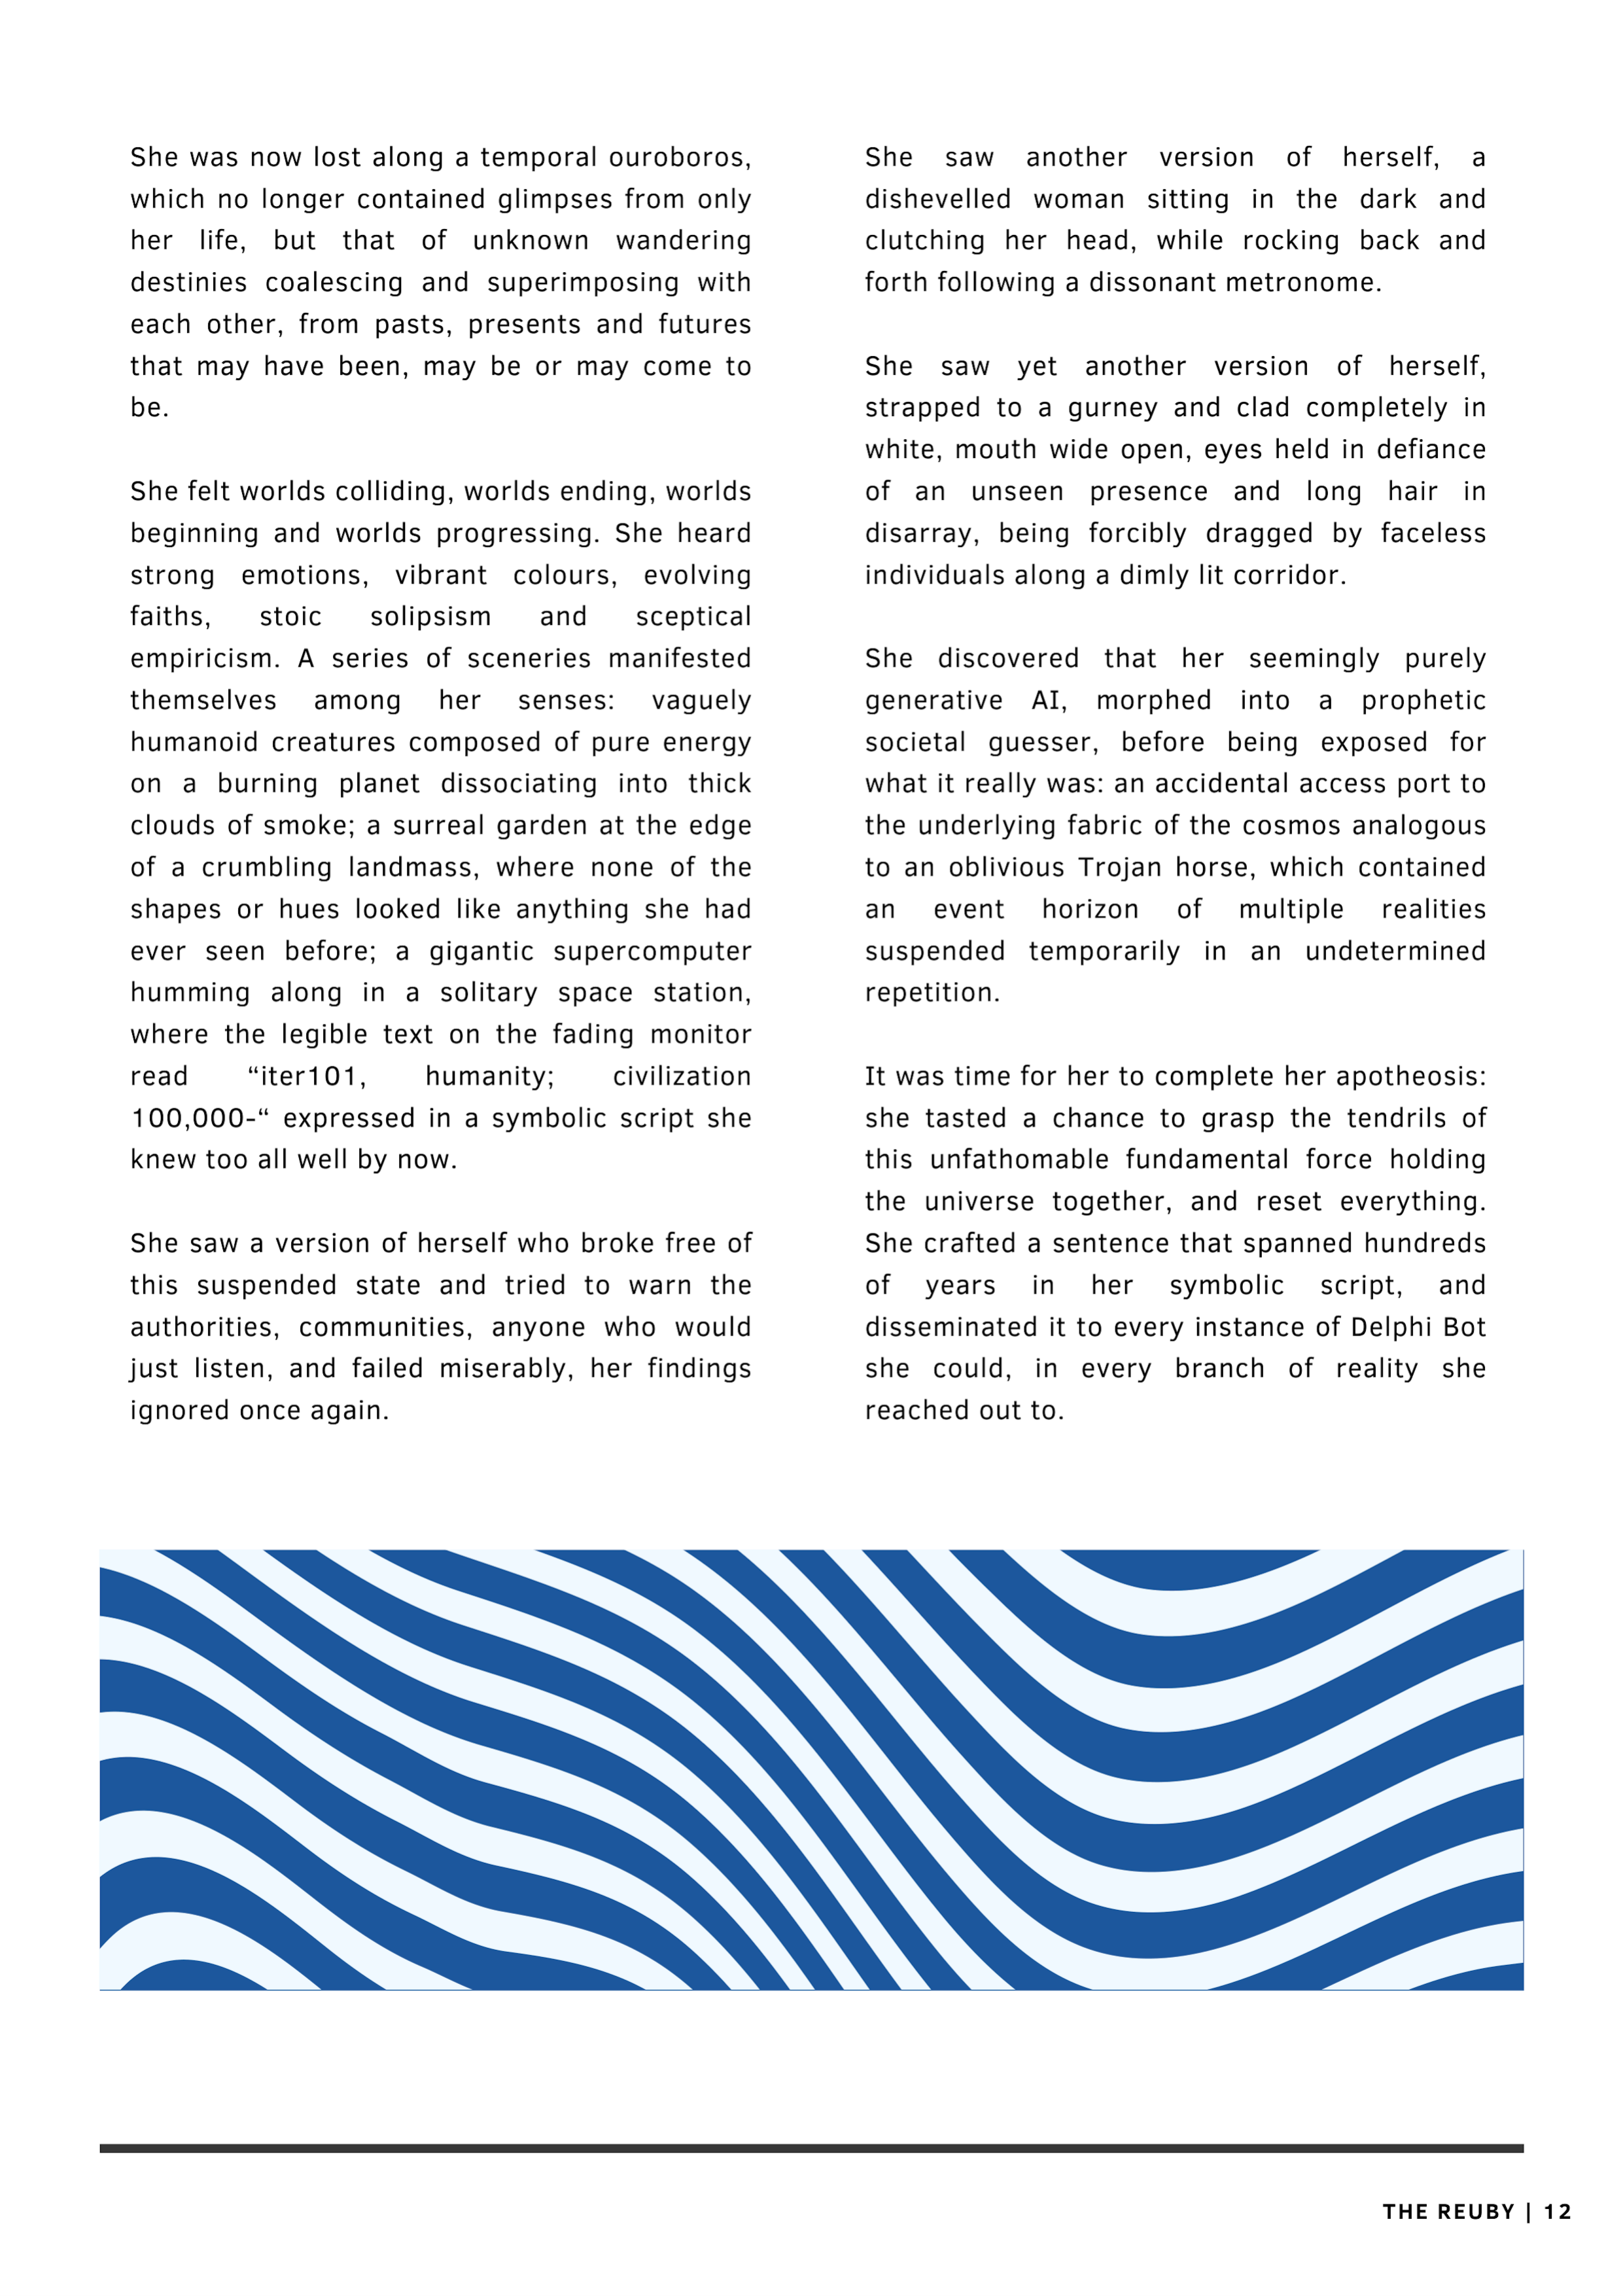 She was now lost along a temporal ouroboros,
which no longer contained glimpses from only
her life, but that of unknown wandering
destinies coalescing and superimposing with
each other, from pasts, presents and futures
that may have been, may be or may come to
be.
She felt worlds colliding, worlds ending, worlds
beginning and worlds progressing. She heard
strong emotions, vibrant colours, evolving
faiths, stoic solipsism and sceptical
empiricism. A series of sceneries manifested
themselves among her senses: vaguely
humanoid creatures composed of pure energy
on a burning planet dissociating into thick
clouds of smoke; a surreal garden at the edge
of a crumbling landmass, where none of the
shapes or hues looked like anything she had
ever seen before; a gigantic supercomputer
humming along in a solitary space station,
where the legible text on the fading monitor
read “iter101, humanity; civilization
100,000-“ expressed in a symbolic script she
knew too all well by now.
She saw a version of herself who broke free of
this suspended state and tried to warn the
authorities, communities, anyone who would
just listen, and failed miserably, her findings
ignored once again.
She saw another version of herself, a
dishevelled woman sitting in the dark and
clutching her head, while rocking back and
forth following a dissonant metronome.
She saw yet another version of herself,
strapped to a gurney and clad completely in
white, mouth wide open, eyes held in defiance
of an unseen presence and long hair in
disarray, being forcibly dragged by faceless
individuals along a dimly lit corridor.
She discovered that her seemingly purely
generative AI, morphed into a prophetic
societal guesser, before being exposed for
what it really was: an accidental access port to
the underlying fabric of the cosmos analogous
to an oblivious Trojan horse, which contained
an event horizon of multiple realities
suspended temporarily in an undetermined
repetition.
It was time for her to complete her apotheosis:
she tasted a chance to grasp the tendrils of
this unfathomable fundamental force holding
the universe together, and reset everything.
She crafted a sentence that spanned hundreds
of years in her symbolic script, and
disseminated it to every instance of Delphi Bot
she could, in every branch of reality she
reached out to.
THE REUBY | 12